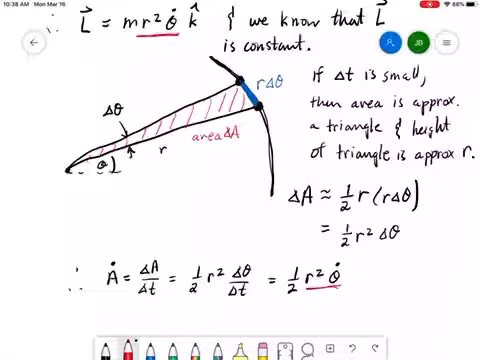 10:38 AM Mon Mar 16
66%
∴ L⃗ = mr²θ̇ k̂ & we know that L⃗
is constant.
JB
rΔθ
Δθ
area ΔA
r
θ
If Δt is small,
then area is approx.
a triangle & height
of triangle is approx r.
ΔA ≈ ½ r (rΔθ)
= ½ r² Δθ
∴ Ȧ = ΔA/Δt = ½ r² Δθ/Δt = ½ r² θ̇